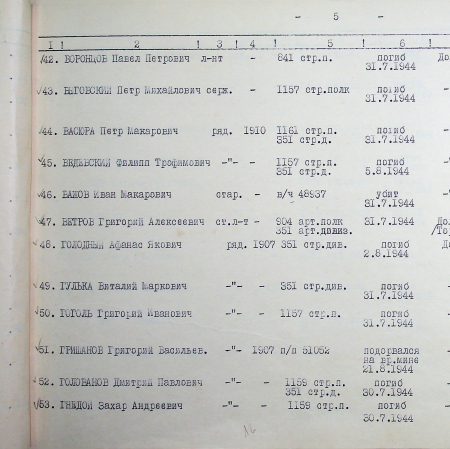 - 5 -
1 ! 2 ! 3 ! 4 ! 5 ! 6 !
42. ВОРОНЦОВ Павел Петрович л-нт - 841 стр.п. погиб
31.7.1944
43. ВЫГОВСКИЙ Петр Михайлович серж. - 1157 стр.полк погиб
31.7.1944
44. ВАСЮРА Петр Макарович ряд. 1910 1161 стр.п. погиб
351 стр.д. 31.7.1944
45. Филипп Трофимович -"- - 1157 стр.п. погиб
351 стр.д. 5.8.1944
46. ВАХОВ Иван Макарович стар. - в/ч 48937 убит
31.7.1944
47. ВЕТРОВ Григорий Алексеевич ст.л-т - 904 арт.полк 31.7.1944
351 арт.дивиз.
48. ГОЛОДНЫЙ Афанас Якович ряд. 1907 351 стр.див. погиб
2.8.1944
49. ГУЛЬКА Виталий Маркович -"- - 351 стр.див. погиб
31.7.1944
50. ГОГОЛЬ Григорий Иванович -"- - 1157 стр.п. погиб
31.7.1944
51. ГРИШАНОВ Григорий Васильев. -"- 1907 п/п 51052 подорвался
на вр.мине
21.8.1944
52. ГОЛОВАНОВ Дмитрий Павлович -"- - 1159 стр.п. погиб
351 стр.д. 30.7.1944
53. ГНЕДОЙ Захар Андреевич -"- - 1159 стр.п. погиб
30.7.1944
16